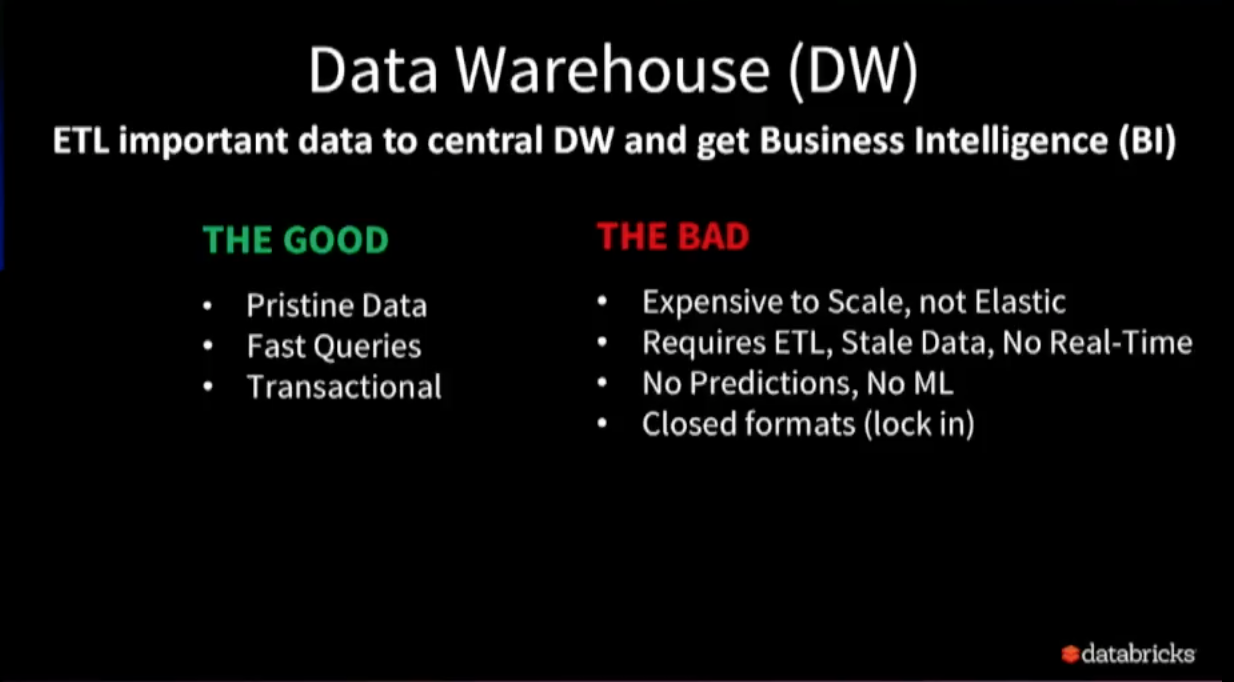 Data Warehouse (DW)
ETL important data to central DW and get Business Intelligence (BI)
THE GOOD
• Pristine Data
• Fast Queries
• Transactional
THE BAD
• Expensive to Scale, not Elastic
• Requires ETL, Stale Data, No Real-Time
• No Predictions, No ML
• Closed formats (lock in)
databricks